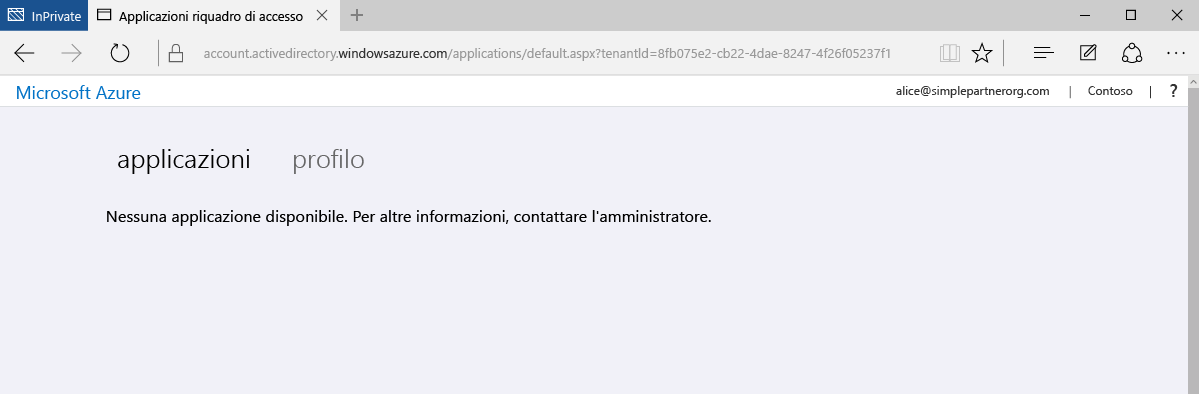 InPrivate Applicazioni riquadro di accesso
account.activedirectory.windowsazure.com/applications/default.aspx?tenantId=8fb075e2-cb22-4dae-8247-4f26f05237f1
Microsoft Azure alice@simplepartnerorg.com | Contoso | ?
applicazioni profilo
Nessuna applicazione disponibile. Per altre informazioni, contattare l'amministratore.